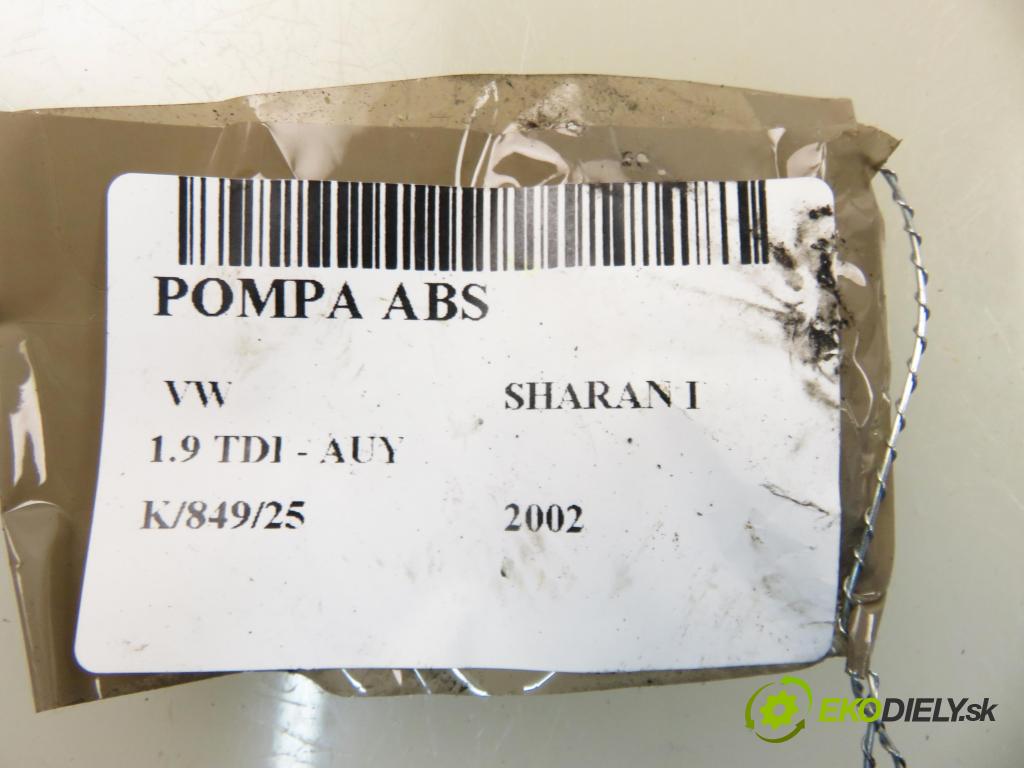 POMPA ABS
VW SHARAN I
1.9 TDI - AUY
K/849/25 2002
EKODIELY.sk